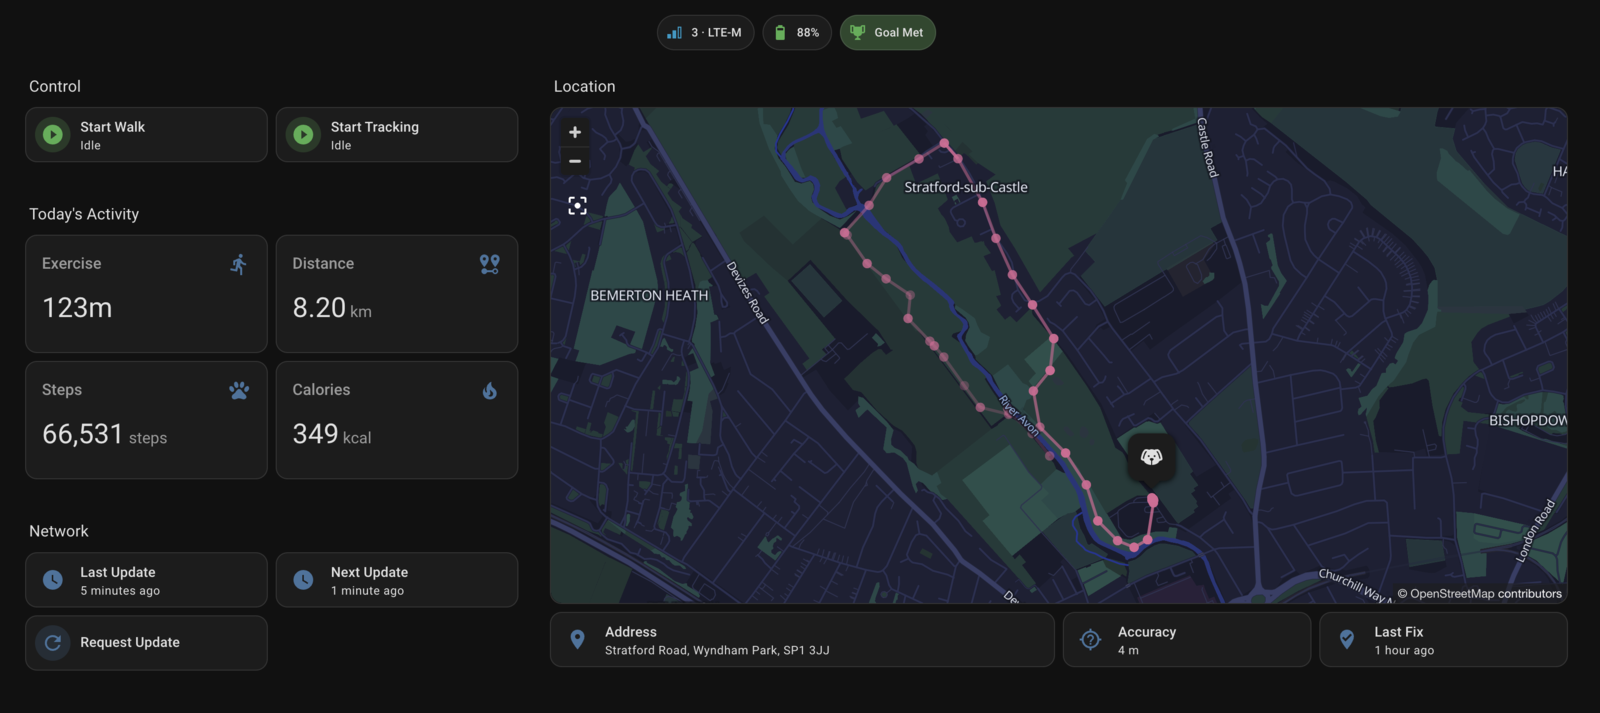 3 · LTE-M
88%
Goal Met
Control
Start Walk
Idle
Start Tracking
Idle
Today's Activity
Exercise
123m
Distance
8.20 km
Steps
66,531 steps
Calories
349 kcal
Network
Last Update
5 minutes ago
Next Update
1 minute ago
Request Update
Location
+
−
Stratford-sub-Castle
Castle Road
HA
Devizes Road
BEMERTON HEATH
River Avon
BISHOPDOW
London Road
Churchill Way N
De
© OpenStreetMap contributors
Address
Stratford Road, Wyndham Park, SP1 3JJ
Accuracy
4 m
Last Fix
1 hour ago